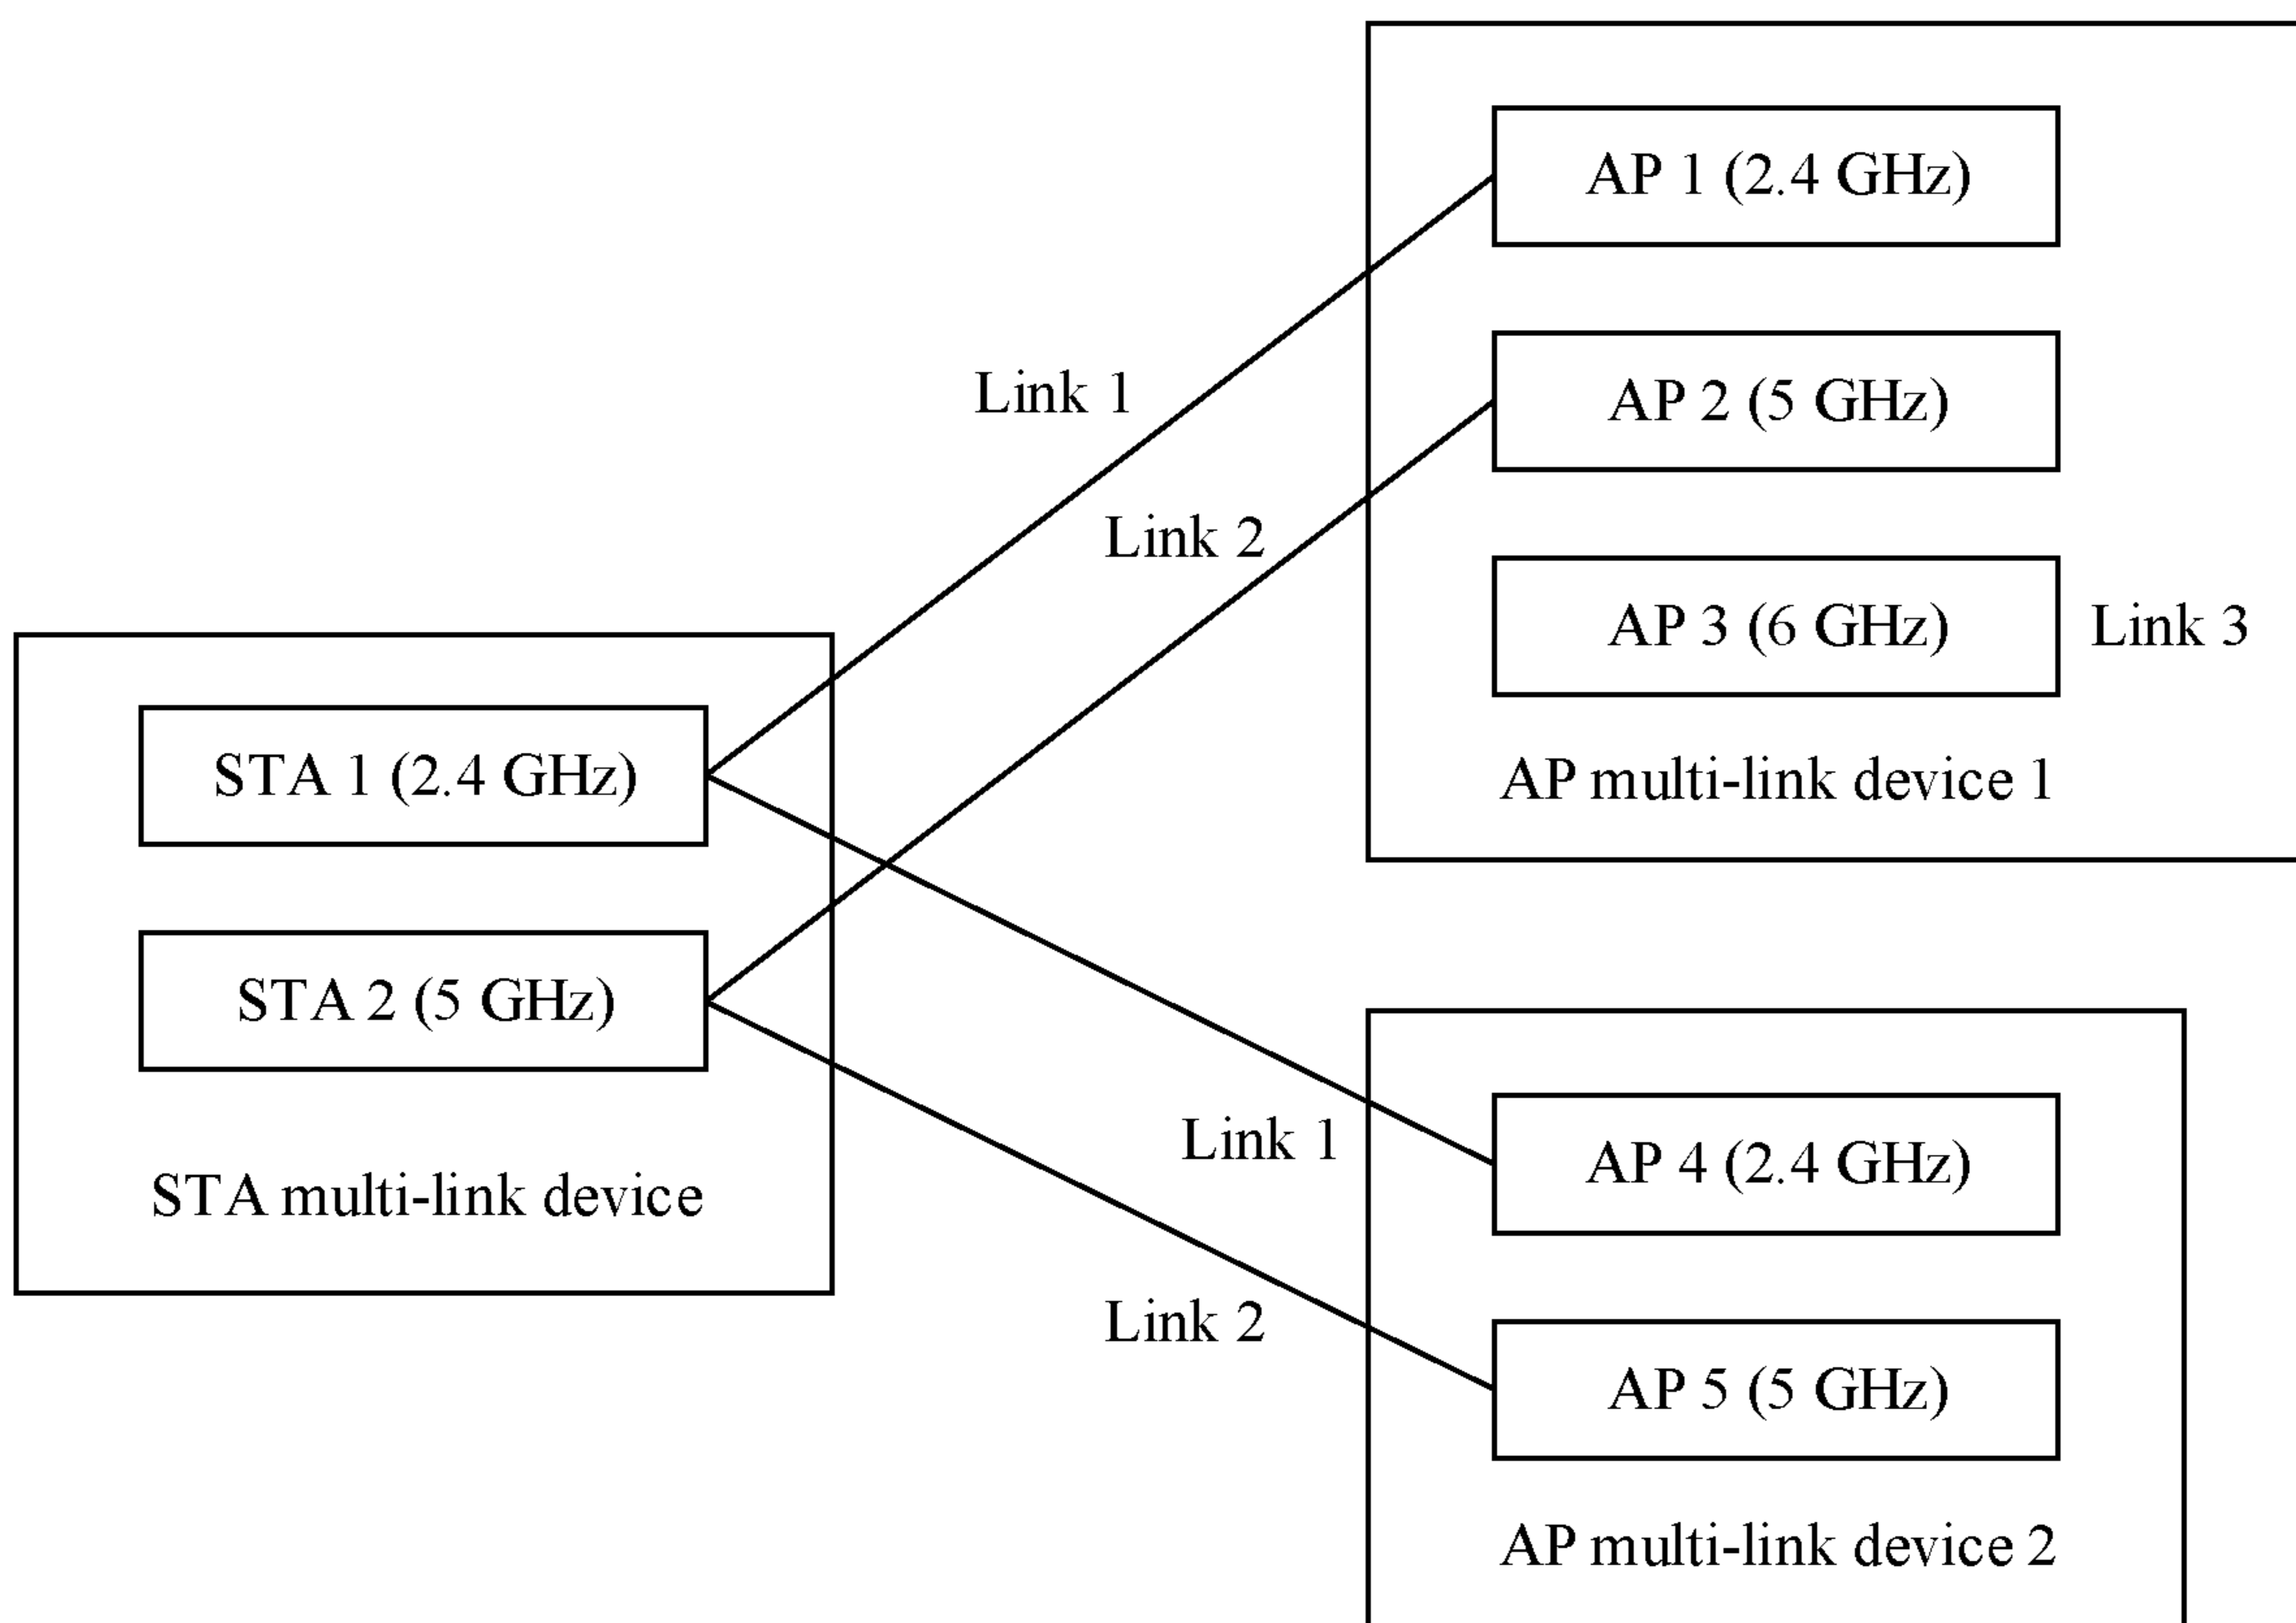 AP 1 (2.4 GHz)
Link 1
AP 2 (5 GHz)
Link 2
AP 3 (6 GHz)
Link 3
AP multi-link device 1
STA 1 (2.4 GHz)
STA 2 (5 GHz)
STA multi-link device
Link 1
AP 4 (2.4 GHz)
Link 2
AP 5 (5 GHz)
AP multi-link device 2